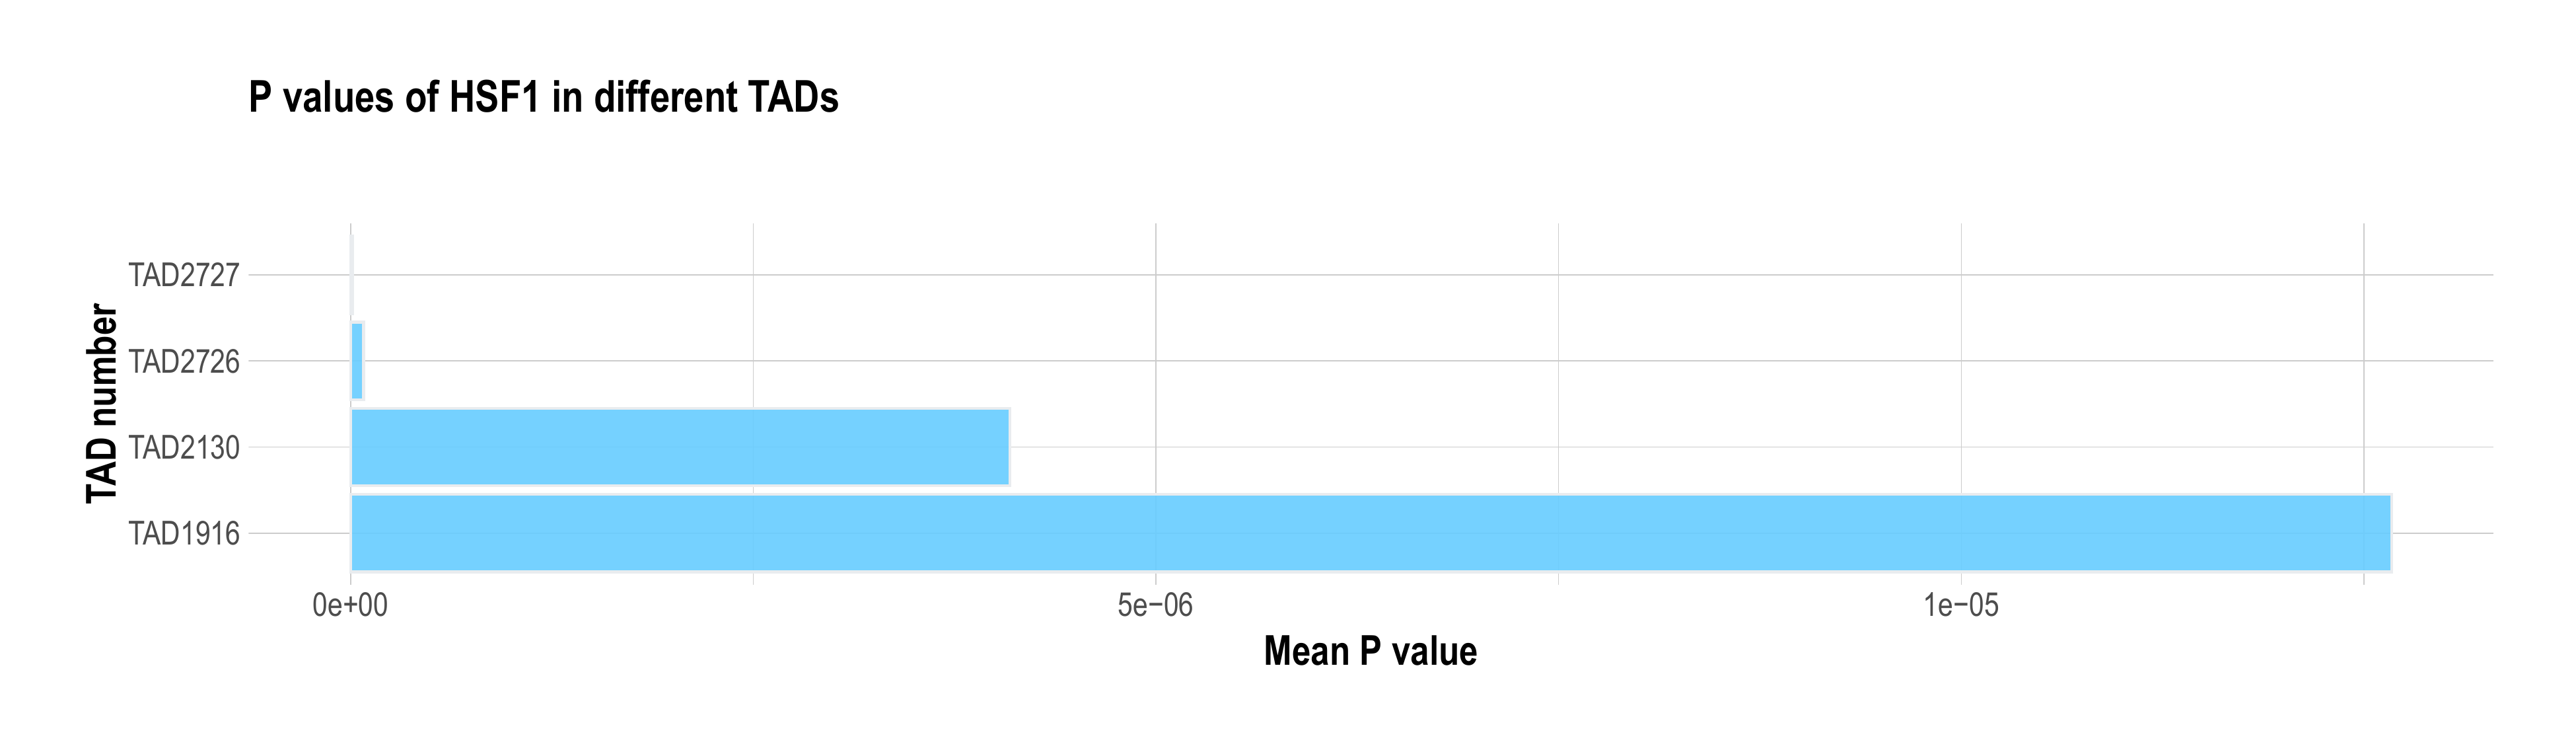 P values of HSF1 in different TADs
TAD number
TAD2727
TAD2726
TAD2130
TAD1916
0e+00
5e−06
1e−05
Mean P value